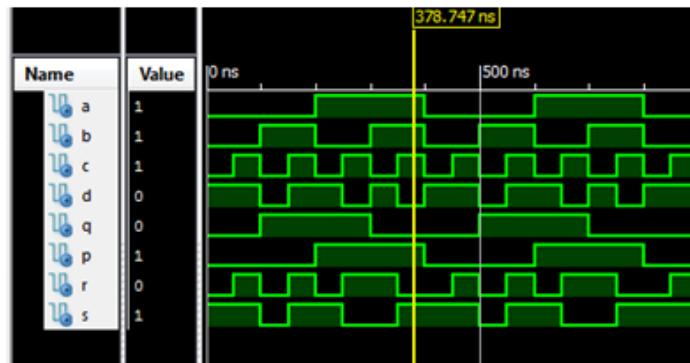 378.747 ns
Name Value 0 ns 500 ns
a 1
b 1
c 1
d 0
q 0
p 1
r 0
s 1